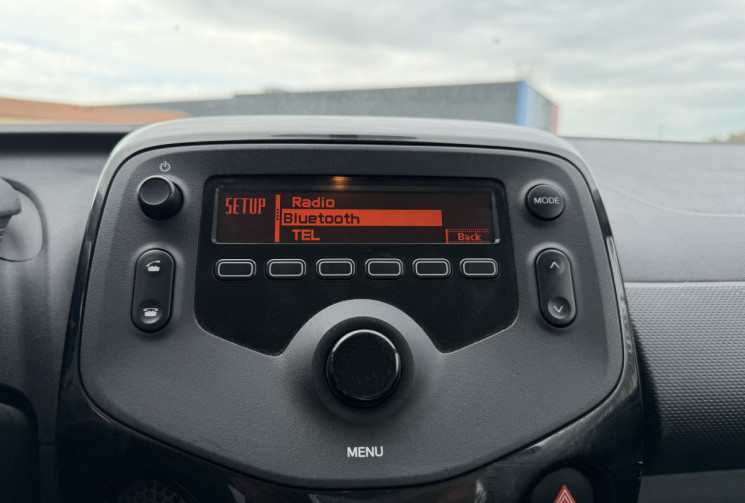 SETUP
Radio
Bluetooth
TEL
Back
MODE
MENU